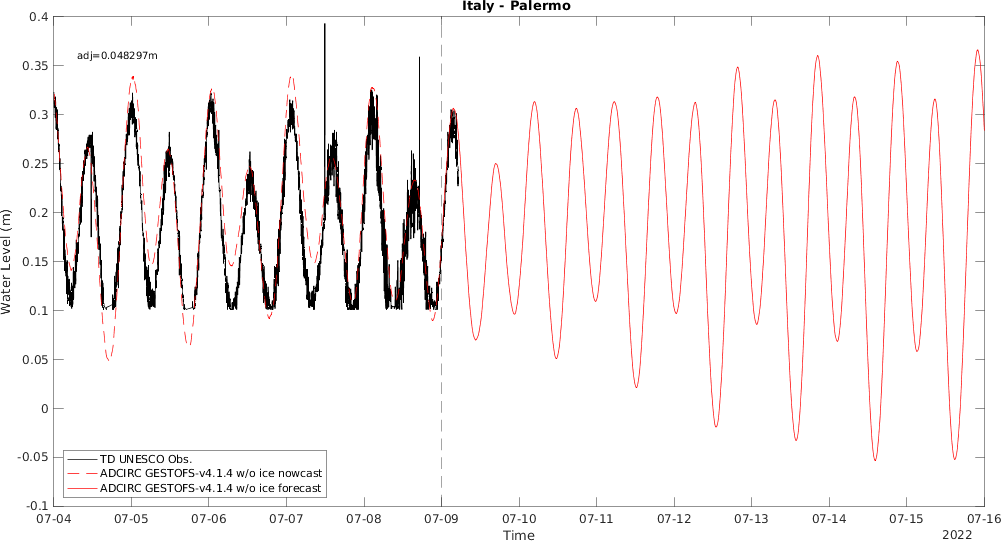 Italy - Palermo
adj=0.048297m
Water Level (m)
0.4
0.35
0.3
0.25
0.2
0.15
0.1
0.05
0
-0.05
-0.1
TD UNESCO Obs.
ADCIRC GESTOFS-v4.1.4 w/o ice nowcast
ADCIRC GESTOFS-v4.1.4 w/o ice forecast
07-04 07-05 07-06 07-07 07-08 07-09 07-10 07-11 07-12 07-13 07-14 07-15 07-16
Time
2022